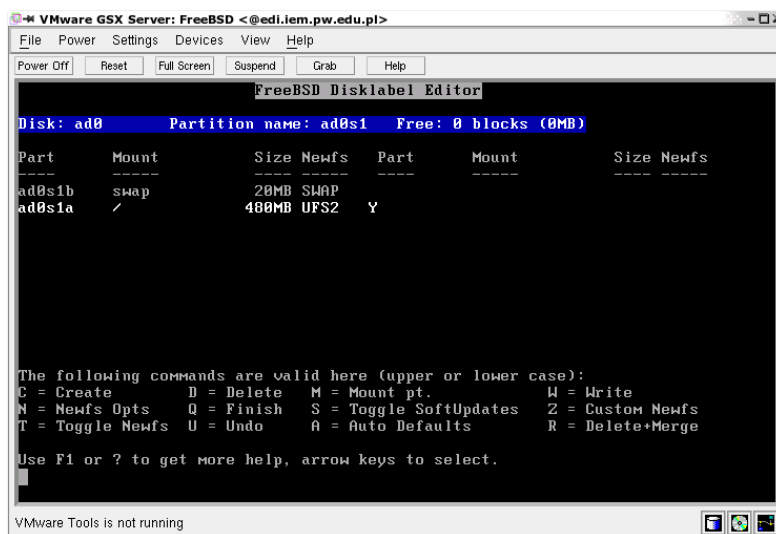 VMware GSX Server: FreeBSD <@edi.iem.pw.edu.pl>
File Power Settings Devices View Help
Power Off Reset Full Screen Suspend Grab Help
FreeBSD Disklabel Editor
Disk: ad0 Partition name: ad0s1 Free: 0 blocks (0MB)
Part Mount Size Newfs Part Mount Size Newfs
---- ----- ---- ----- ---- ----- ---- -----
ad0s1b swap 20MB SWAP
ad0s1a / 480MB UFS2 Y
The following commands are valid here (upper or lower case):
C = Create D = Delete M = Mount pt. W = Write
N = Newfs Opts Q = Finish S = Toggle SoftUpdates Z = Custom Newfs
T = Toggle Newfs U = Undo A = Auto Defaults R = Delete+Merge
Use F1 or ? to get more help, arrow keys to select.
VMware Tools is not running